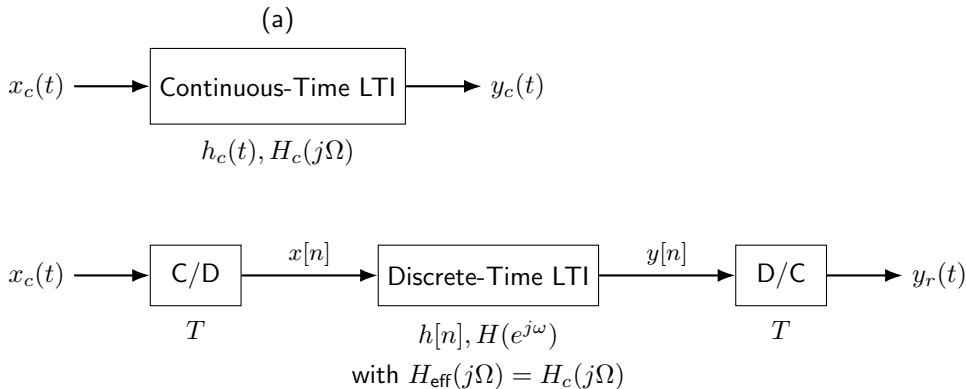 (a)
x_c(t) Continuous-Time LTI y_c(t)
h_c(t), H_c(jΩ)
x[n] y[n]
x_c(t) C/D Discrete-Time LTI D/C y_r(t)
T h[n], H(e^{jω}) T
with H_eff(jΩ) = H_c(jΩ)